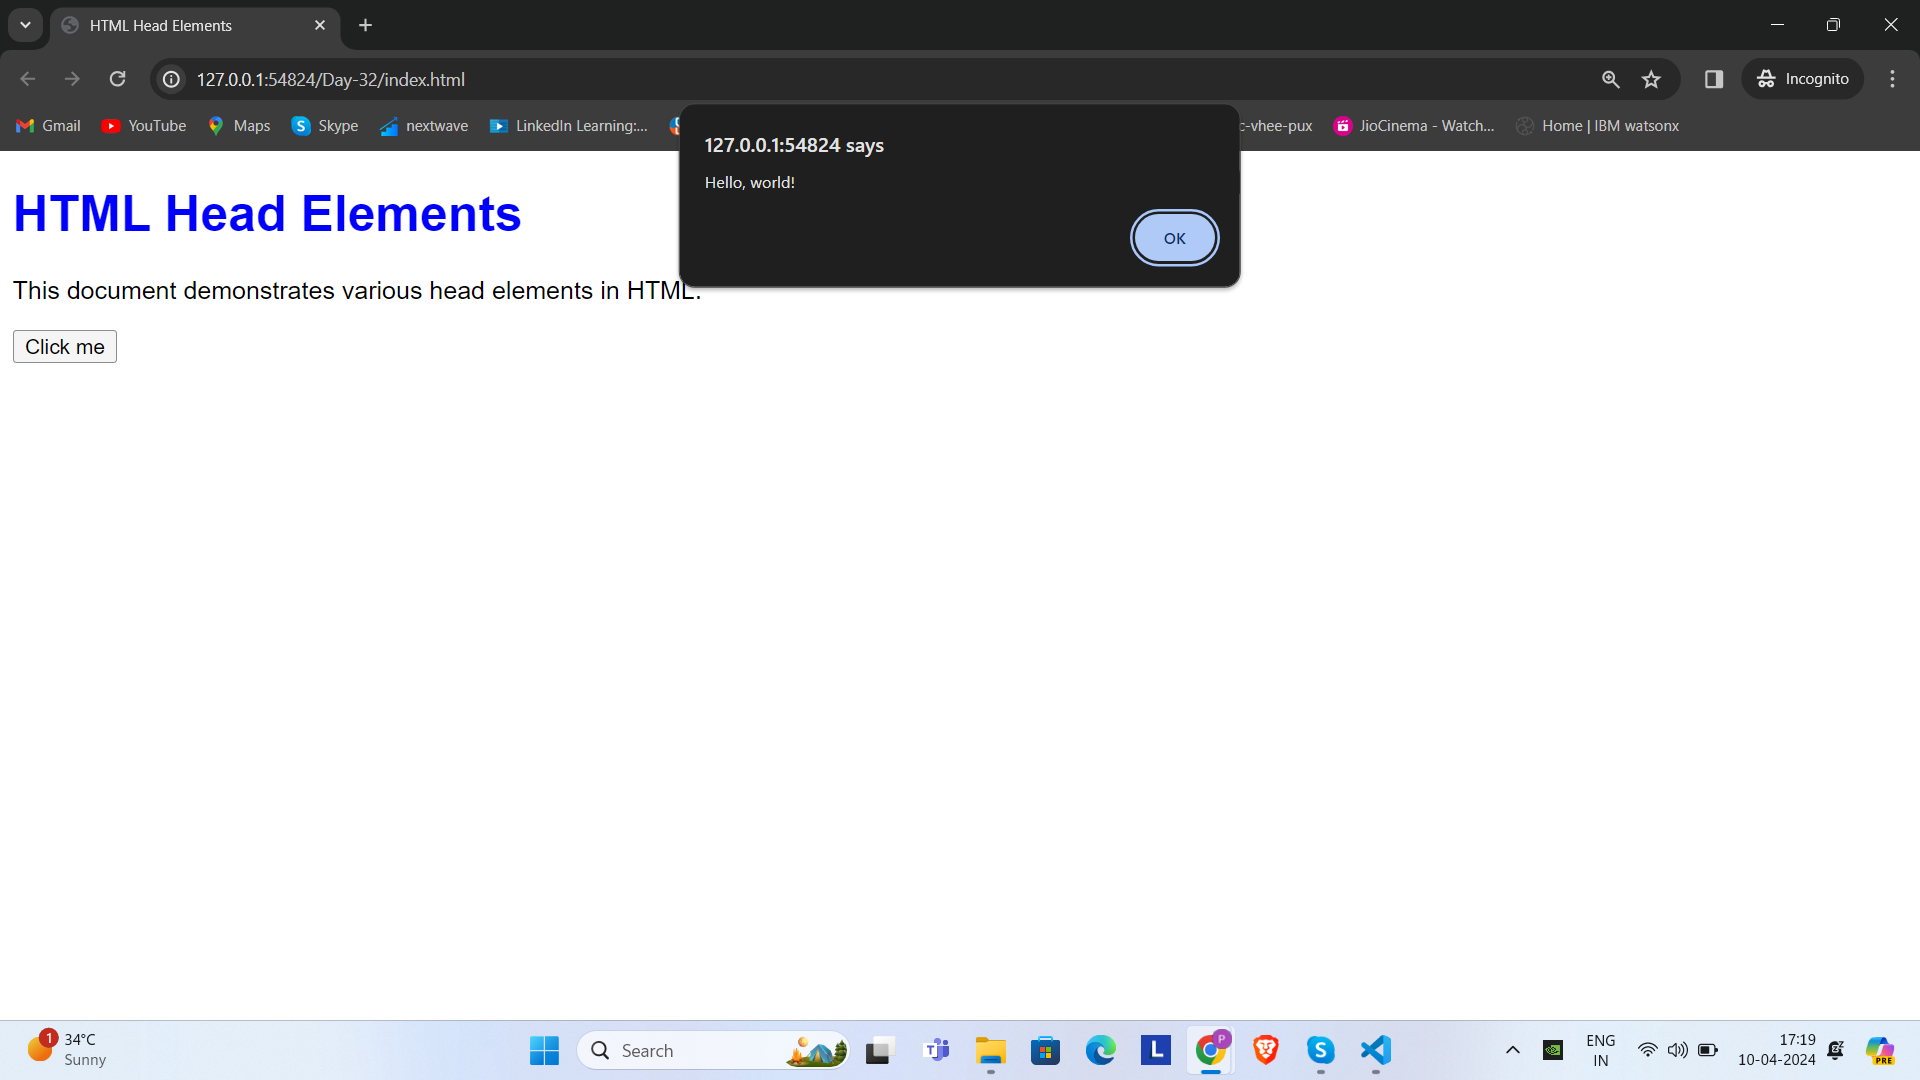 HTML Head Elements
127.0.0.1:54824/Day-32/index.html
Incognito
Gmail
YouTube
Maps
Skype
nextwave
LinkedIn Learning:...
c-vhee-pux
JioCinema - Watch...
Home | IBM watsonx
127.0.0.1:54824 says
Hello, world!
OK
HTML Head Elements
This document demonstrates various head elements in HTML.
Click me
1
34°C
Sunny
Search
T
L
P
S
ENG
IN
17:19
10-04-2024
PRE